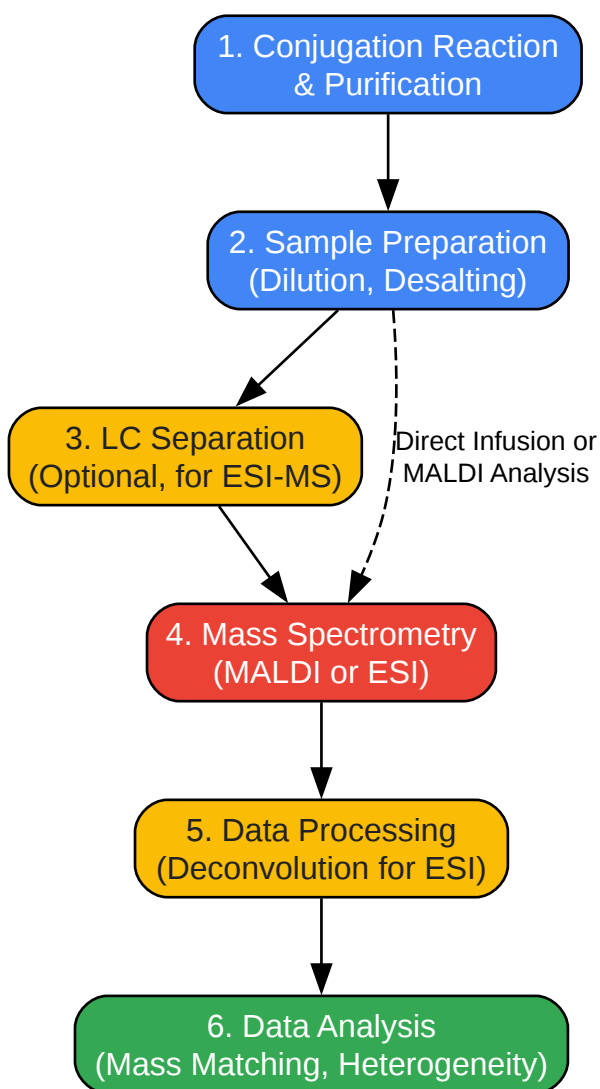 1. Conjugation Reaction
& Purification
2. Sample Preparation
(Dilution, Desalting)
3. LC Separation
(Optional, for ESI-MS)
Direct Infusion or
MALDI Analysis
4. Mass Spectrometry
(MALDI or ESI)
5. Data Processing
(Deconvolution for ESI)
6. Data Analysis
(Mass Matching, Heterogeneity)